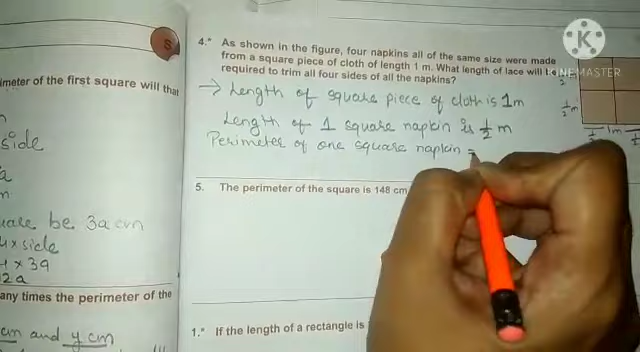 S
imeter of the first square will that
side
a
uare be 3a cm
4 x side
4 x 3a
2a
any times the perimeter of the
cm and y cm
4.* As shown in the figure, four napkins all of the same size were made
from a square piece of cloth of length 1 m. What length of lace will
required to trim all four sides of all the napkins?
→ Length of square piece of cloth is 1m
Length of 1 square napkin is ½ m
Perimeter of one square napkin =
5. The perimeter of the square is 148 cm
1.* If the length of a rectangle is
K
KINEMASTER
½ m
1m